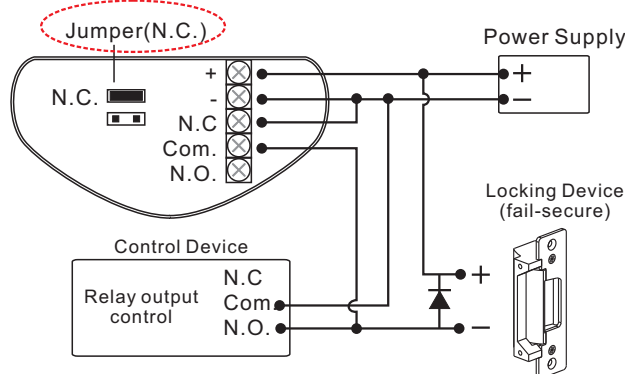 Jumper(N.C.)
Power Supply
+
-
N.C.
N.C
Com.
N.O.
+
−
Locking Device
(fail-secure)
Control Device
Relay output
control
N.C
Com.
N.O.
+
−